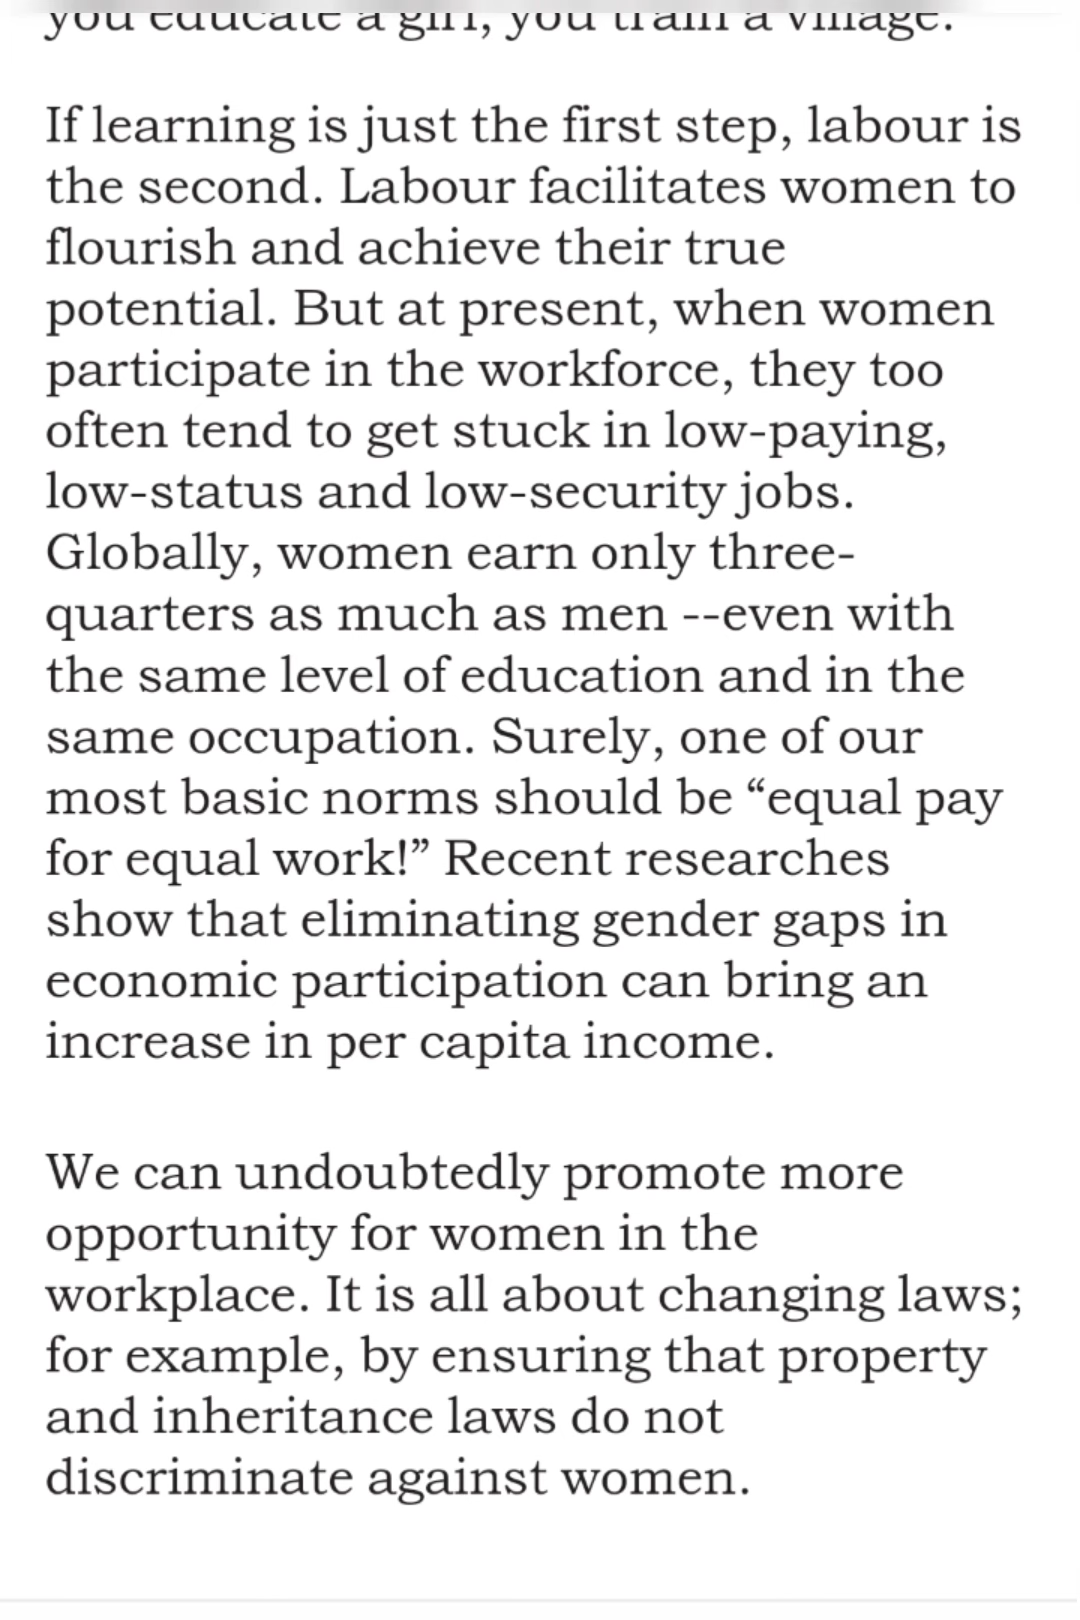 you educate a girl, you train a village.
If learning is just the first step, labour is
the second. Labour facilitates women to
flourish and achieve their true
potential. But at present, when women
participate in the workforce, they too
often tend to get stuck in low-paying,
low-status and low-security jobs.
Globally, women earn only three-
quarters as much as men --even with
the same level of education and in the
same occupation. Surely, one of our
most basic norms should be “equal pay
for equal work!” Recent researches
show that eliminating gender gaps in
economic participation can bring an
increase in per capita income.
We can undoubtedly promote more
opportunity for women in the
workplace. It is all about changing laws;
for example, by ensuring that property
and inheritance laws do not
discriminate against women.